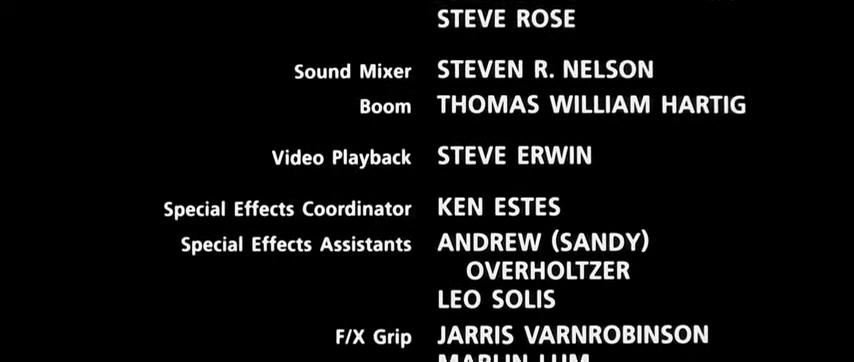 STEVE ROSE
Sound Mixer STEVEN R. NELSON
Boom THOMAS WILLIAM HARTIG
Video Playback STEVE ERWIN
Special Effects Coordinator KEN ESTES
Special Effects Assistants ANDREW (SANDY)
OVERHOLTZER
LEO SOLIS
F/X Grip JARRIS VARNROBINSON